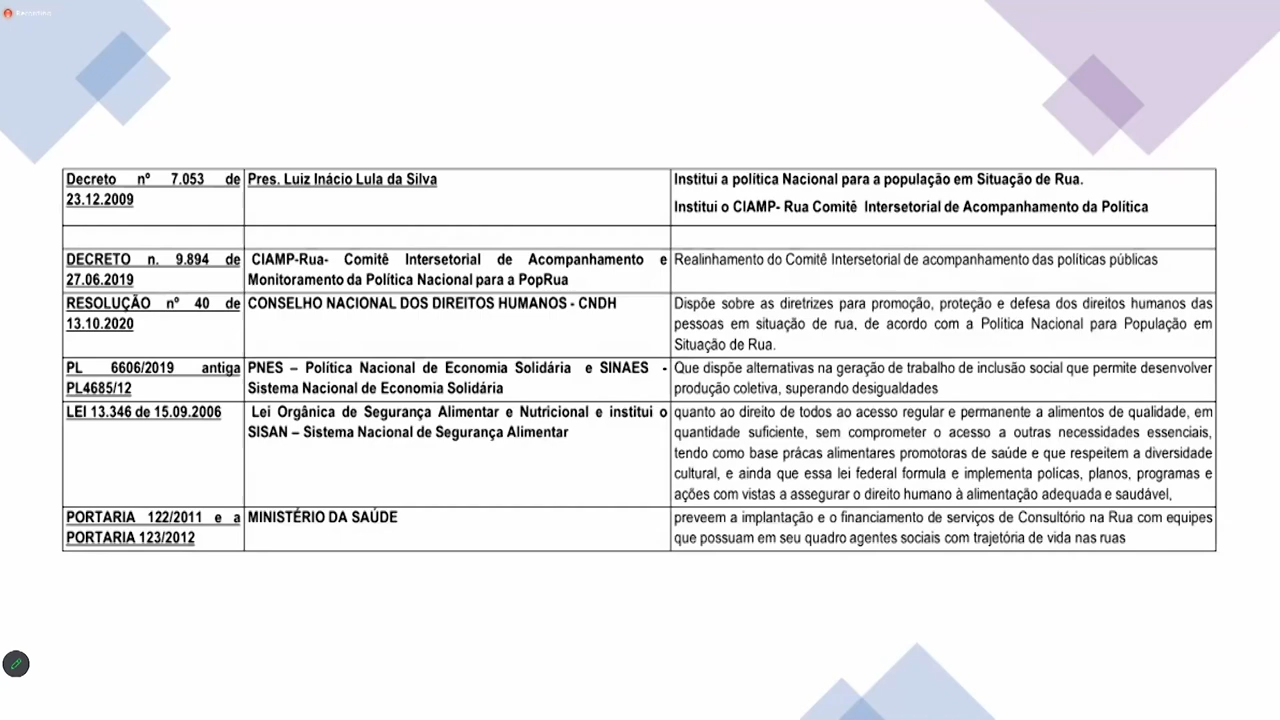 Decreto nº 7.053 de
23.12.2009
Pres. Luiz Inácio Lula da Silva
Institui a política Nacional para a população em Situação de Rua.
Institui o CIAMP- Rua Comitê Intersetorial de Acompanhamento da Política
DECRETO n. 9.894 de
27.06.2019
CIAMP-Rua- Comitê Intersetorial de Acompanhamento e
Monitoramento da Política Nacional para a PopRua
Realinhamento do Comitê Intersetorial de acompanhamento das políticas públicas
RESOLUÇÃO nº 40 de
13.10.2020
CONSELHO NACIONAL DOS DIREITOS HUMANOS - CNDH
Dispõe sobre as diretrizes para promoção, proteção e defesa dos direitos humanos das
pessoas em situação de rua, de acordo com a Política Nacional para População em
Situação de Rua.
PL 6606/2019 antiga
PL4685/12
PNES – Política Nacional de Economia Solidária e SINAES -
Sistema Nacional de Economia Solidária
Que dispõe alternativas na geração de trabalho de inclusão social que permite desenvolver
produção coletiva, superando desigualdades
LEI 13.346 de 15.09.2006
Lei Orgânica de Segurança Alimentar e Nutricional e institui o
SISAN – Sistema Nacional de Segurança Alimentar
quanto ao direito de todos ao acesso regular e permanente a alimentos de qualidade, em
quantidade suficiente, sem comprometer o acesso a outras necessidades essenciais,
tendo como base prácas alimentares promotoras de saúde e que respeitem a diversidade
cultural, e ainda que essa lei federal formula e implementa policas, planos, programas e
ações com vistas a assegurar o direito humano à alimentação adequada e saudável,
PORTARIA 122/2011 e a
PORTARIA 123/2012
MINISTÉRIO DA SAÚDE
preveem a implantação e o financiamento de serviços de Consultório na Rua com equipes
que possuam em seu quadro agentes sociais com trajetória de vida nas ruas